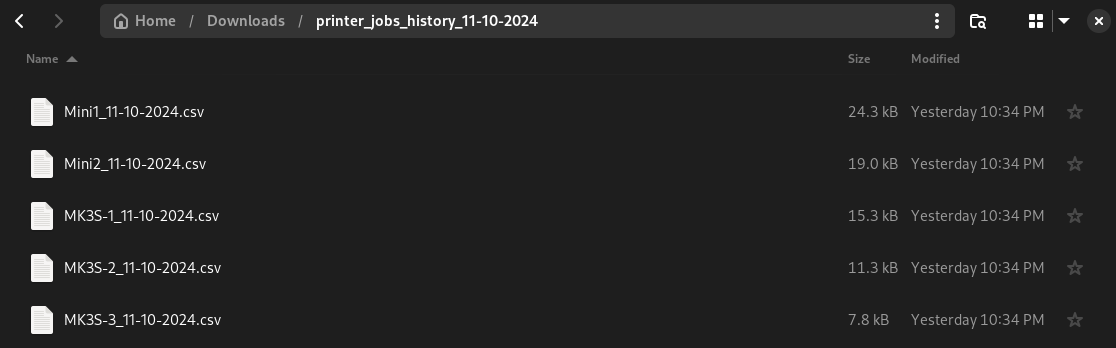 Home / Downloads / printer_jobs_history_11-10-2024
Name Size Modified
Mini1_11-10-2024.csv 24.3 kB Yesterday 10:34 PM
Mini2_11-10-2024.csv 19.0 kB Yesterday 10:34 PM
MK3S-1_11-10-2024.csv 15.3 kB Yesterday 10:34 PM
MK3S-2_11-10-2024.csv 11.3 kB Yesterday 10:34 PM
MK3S-3_11-10-2024.csv 7.8 kB Yesterday 10:34 PM